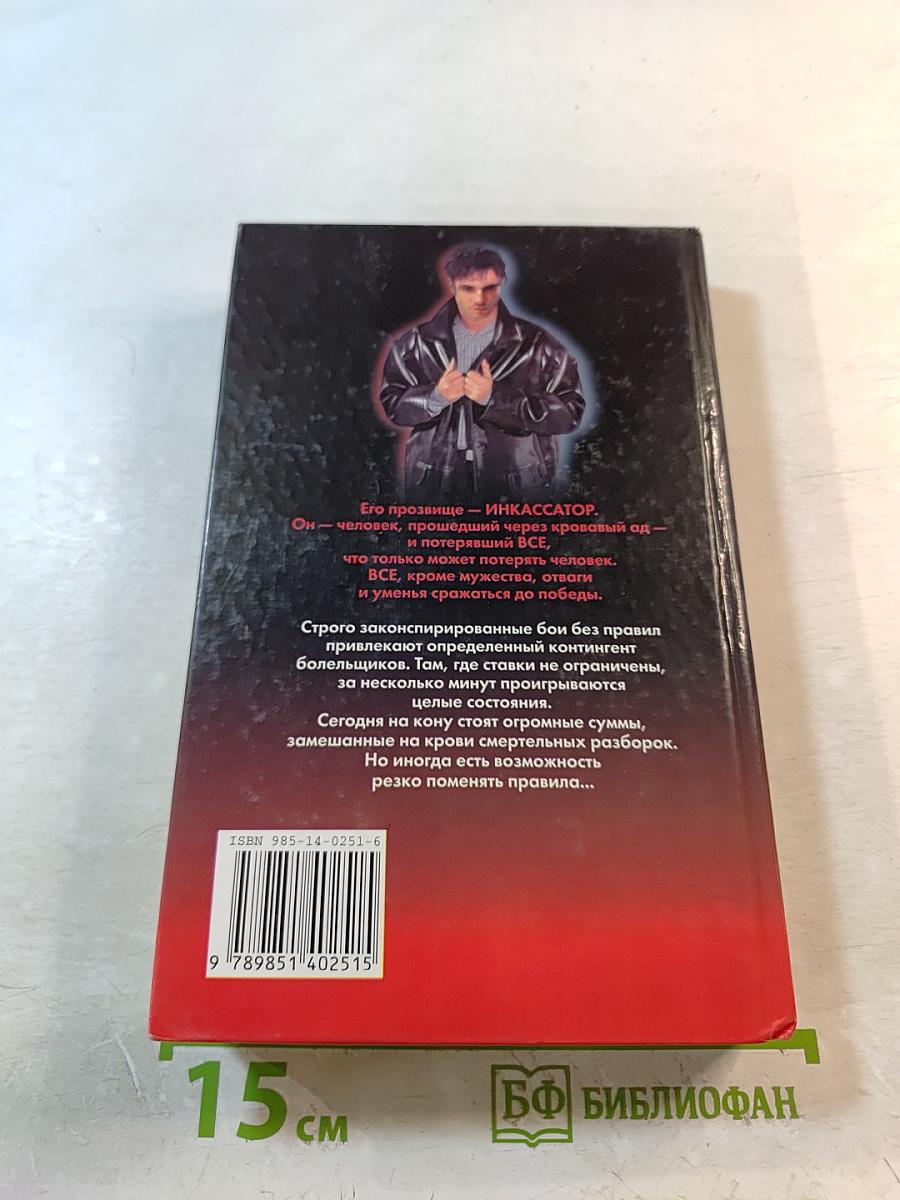 Его прозвище — ИНКАССАТОР.
Он — человек, прошедший через кровавый ад —
и потерявший ВСЕ,
что только может потерять человек.
ВСЕ, кроме мужества, отваги
и уменья сражаться до победы.
Строго законспирированные бои без правил
привлекают определенный контингент
болельщиков. Там, где ставки не ограничены,
за несколько минут проигрываются
целые состояния.
Сегодня на кону стоят огромные суммы,
замешанные на крови смертельных разборок.
Но иногда есть возможность
резко поменять правила...
ISBN 985-14-0251-6
9 789851 402515
15 см
БФ БИБЛИОФАН